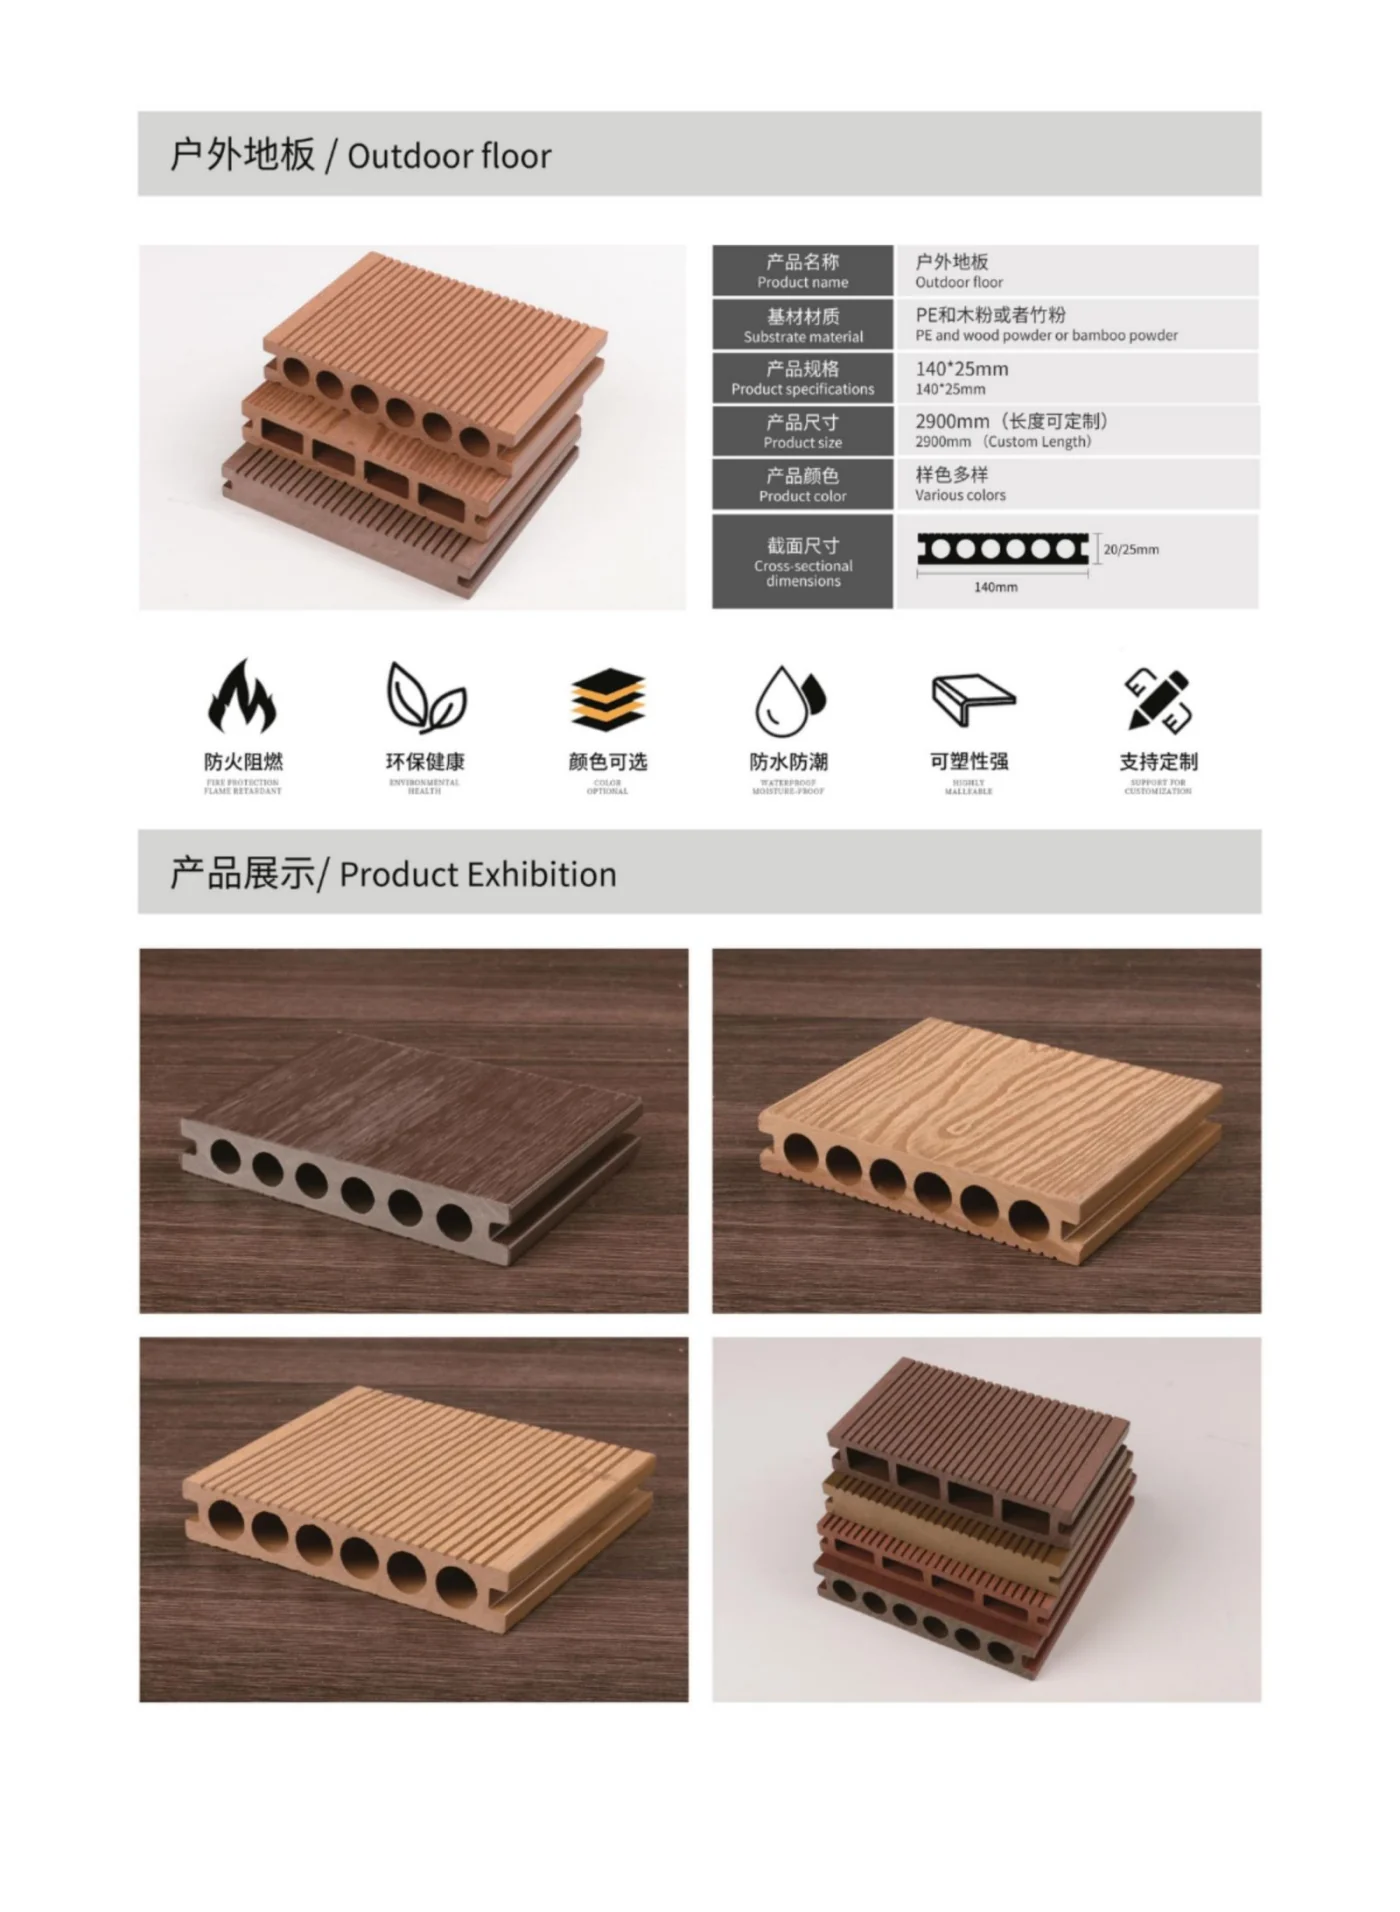 户外地板 / Outdoor floor
产品名称
Product name
户外地板
Outdoor floor
基材材质
Substrate material
PE和木粉或者竹粉
PE and wood powder or bamboo powder
产品规格
Product specifications
140*25mm
140*25mm
产品尺寸
Product size
2900mm（长度可定制）
2900mm （Custom Length）
产品颜色
Product color
样色多样
Various colors
截面尺寸
Cross-sectional
dimensions
20/25mm
140mm
防火阻燃
FIRE PROTECTION
FLAME RETARDANT
环保健康
ENVIRONMENTAL
HEALTH
颜色可选
COLOR
OPTIONAL
防水防潮
WATERPROOF
MOISTURE-PROOF
可塑性强
HIGHLY
MALLEABLE
支持定制
SUPPORT FOR
CUSTOMIZATION
产品展示/ Product Exhibition